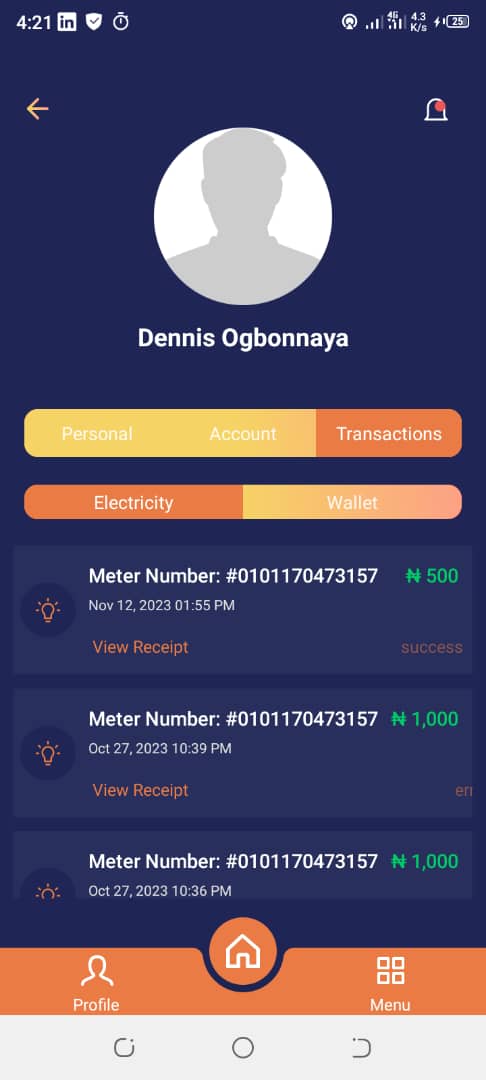 4:21 in 4G 4.3 K/s 25
Dennis Ogbonnaya
Personal Account Transactions
Electricity Wallet
Meter Number: #0101170473157 ₦ 500
Nov 12, 2023 01:55 PM
View Receipt success
Meter Number: #0101170473157 ₦ 1,000
Oct 27, 2023 10:39 PM
View Receipt
Meter Number: #0101170473157 ₦ 1,000
Oct 27, 2023 10:36 PM
Profile Menu